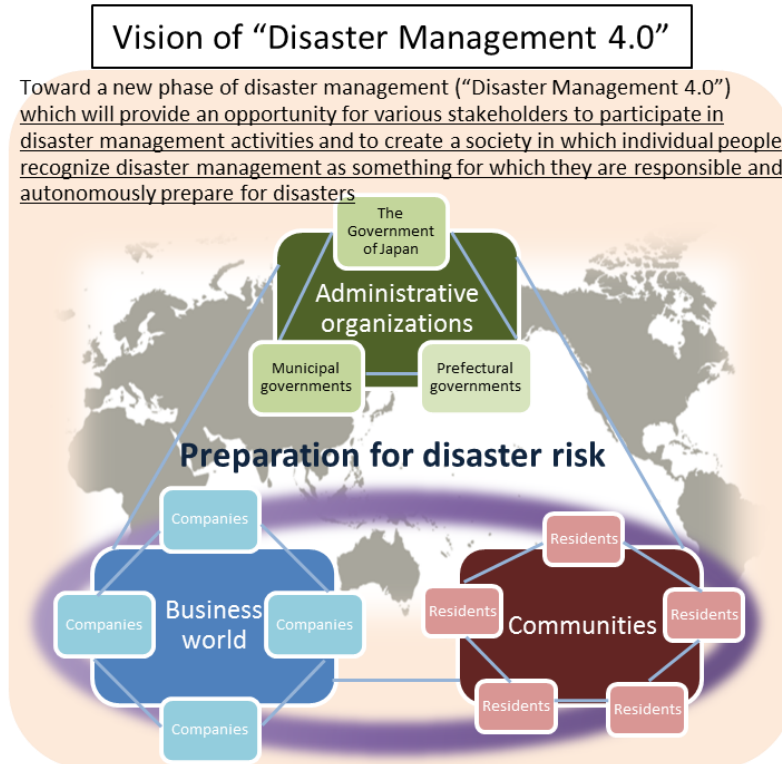 Vision of “Disaster Management 4.0”
Toward a new phase of disaster management (“Disaster Management 4.0”)
which will provide an opportunity for various stakeholders to participate in
disaster management activities and to create a society in which individual people
recognize disaster management as something for which they are responsible and
autonomously prepare for disasters
The
Government
of Japan
Administrative
organizations
Municipal
governments
Prefectural
governments
Preparation for disaster risk
Companies
Companies
Business
world
Companies
Companies
Residents
Residents
Communities
Residents
Residents
Residents